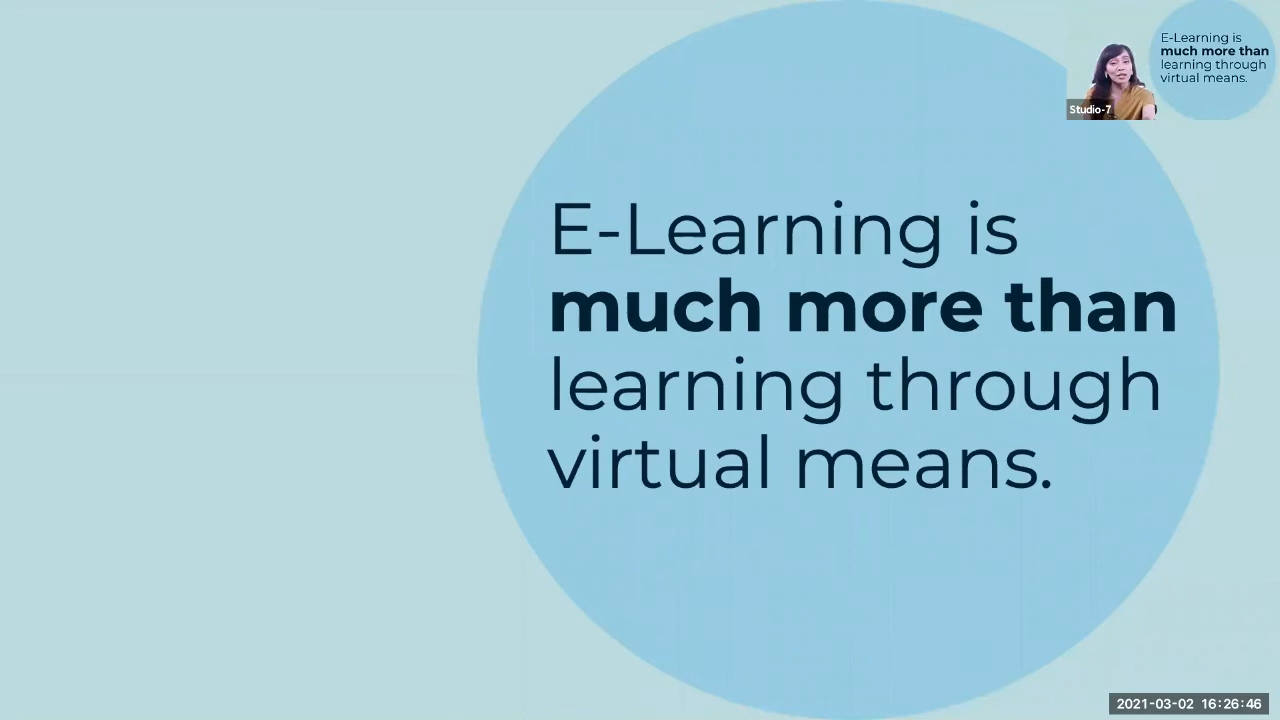 E-Learning is
much more than
learning through
virtual means.
E-Learning is
much more than
learning through
virtual means.
Studio-7
2021-03-02 16:26:46